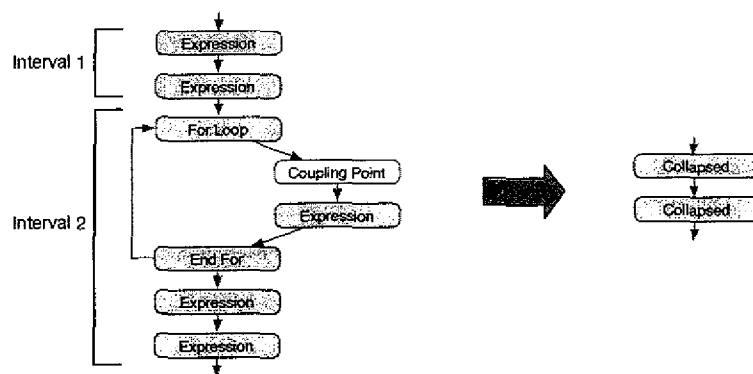 Interval 1
Expression
Expression
Interval 2
For Loop
Coupling Point
Expression
End For
Expression
Expression
Collapsed
Collapsed